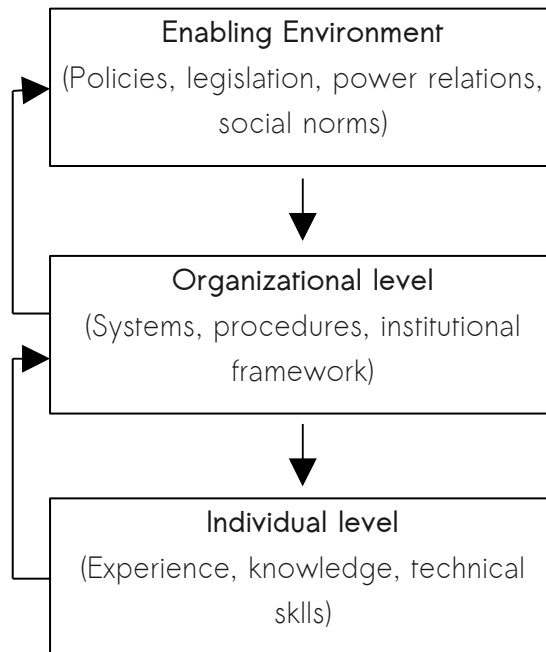 Enabling Environment
(Policies, legislation, power relations,
social norms)
Organizational level
(Systems, procedures, institutional
framework)
Individual level
(Experience, knowledge, technical
sklls)